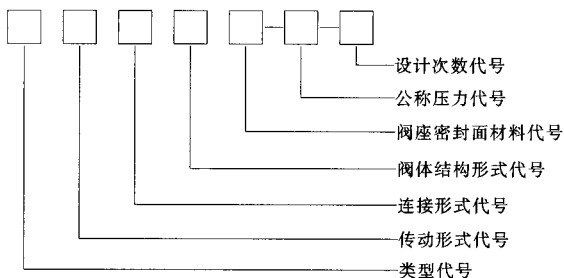 设计次数代号
公称压力代号
阀座密封面材料代号
阀体结构形式代号
连接形式代号
传动形式代号
类型代号